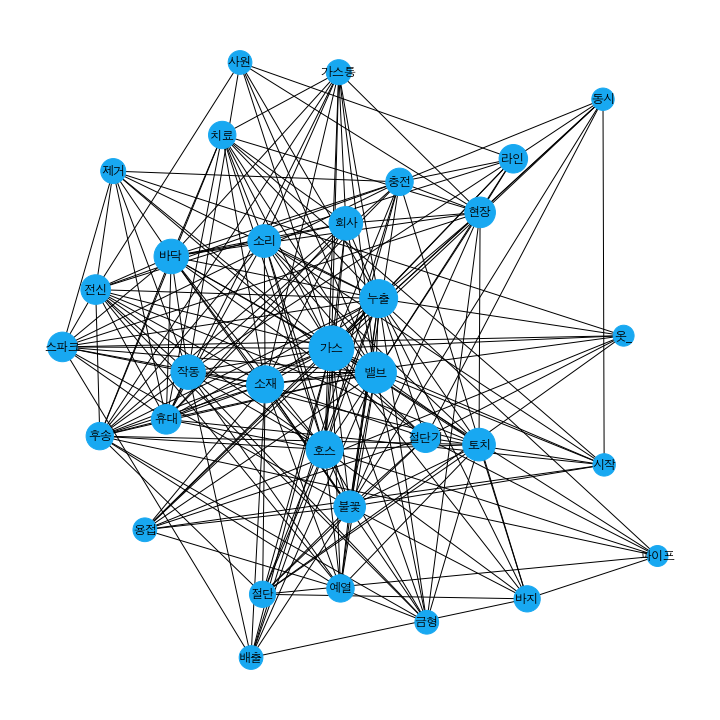 사원
가스통
동시
치료
라인
제거
충전
현장
회사
소리
바닥
전신
누출
옷_
스파크
가스
작동
밸브
소재
휴대
후송
절단기
토치
호스
시작
불꽃
용접
파이프
예열
절단
바지
금형
배출